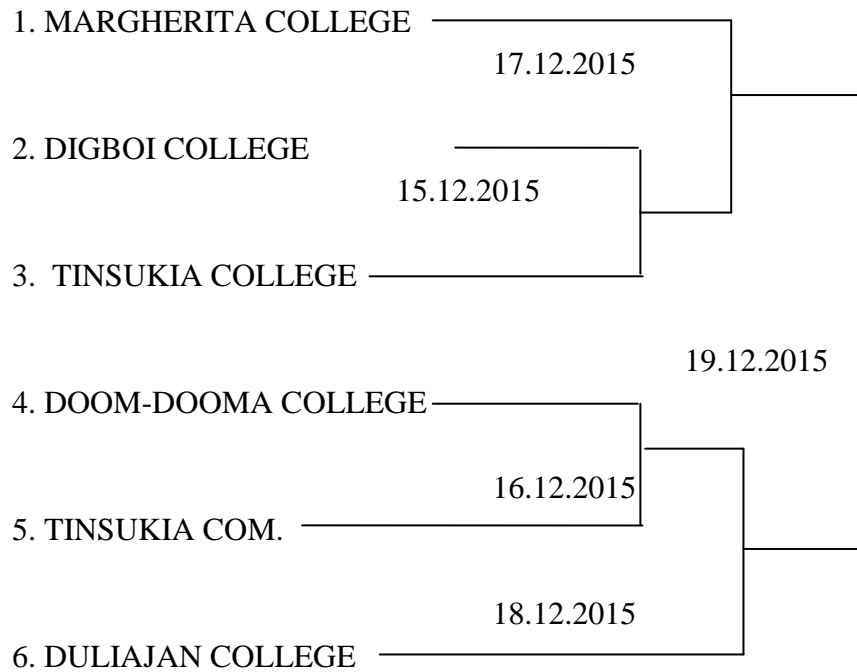 1. MARGHERITA COLLEGE
17.12.2015
2. DIGBOI COLLEGE
15.12.2015
3. TINSUKIA COLLEGE
19.12.2015
4. DOOM-DOOMA COLLEGE
16.12.2015
5. TINSUKIA COM.
18.12.2015
6. DULIAJAN COLLEGE